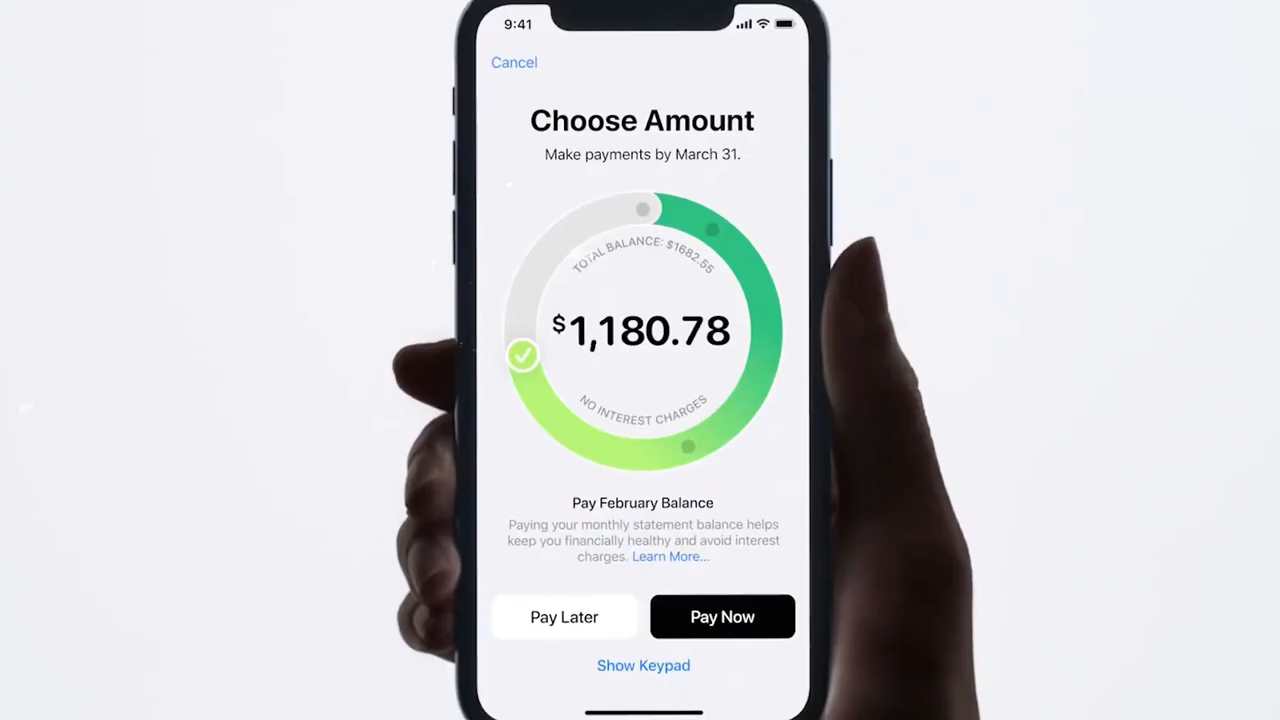 9:41
Cancel
Choose Amount
Make payments by March 31.
TOTAL BALANCE: $1682.55
$1,180.78
NO INTEREST CHARGES
Pay February Balance
Paying your monthly statement balance helps
keep you financially healthy and avoid interest
charges. Learn More...
Pay Later
Pay Now
Show Keypad